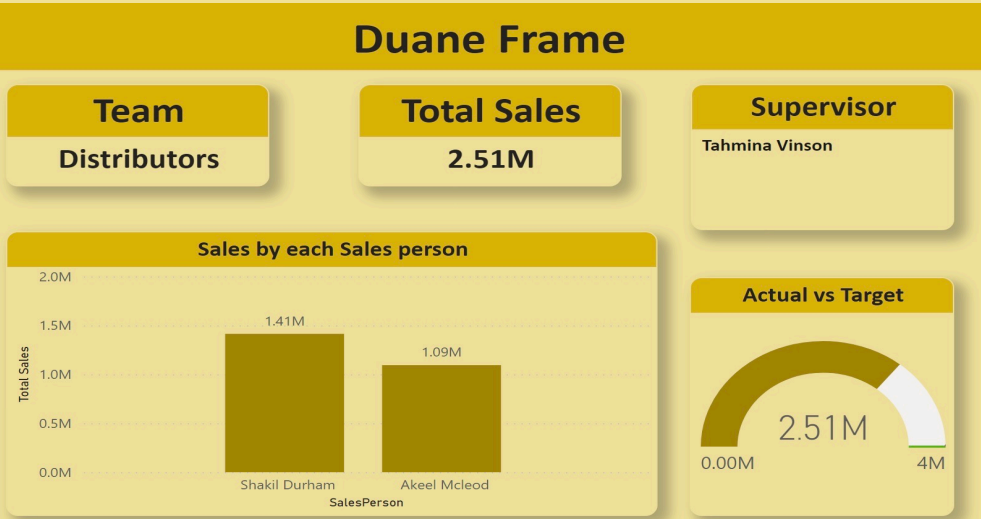 Duane Frame
Team
Distributors
Total Sales
2.51M
Supervisor
Tahmina Vinson
Sales by each Sales person
2.0M
1.5M
1.0M
0.5M
0.0M
Total Sales
1.41M
1.09M
Shakil Durham
Akeel Mcleod
SalesPerson
Actual vs Target
2.51M
0.00M
4M